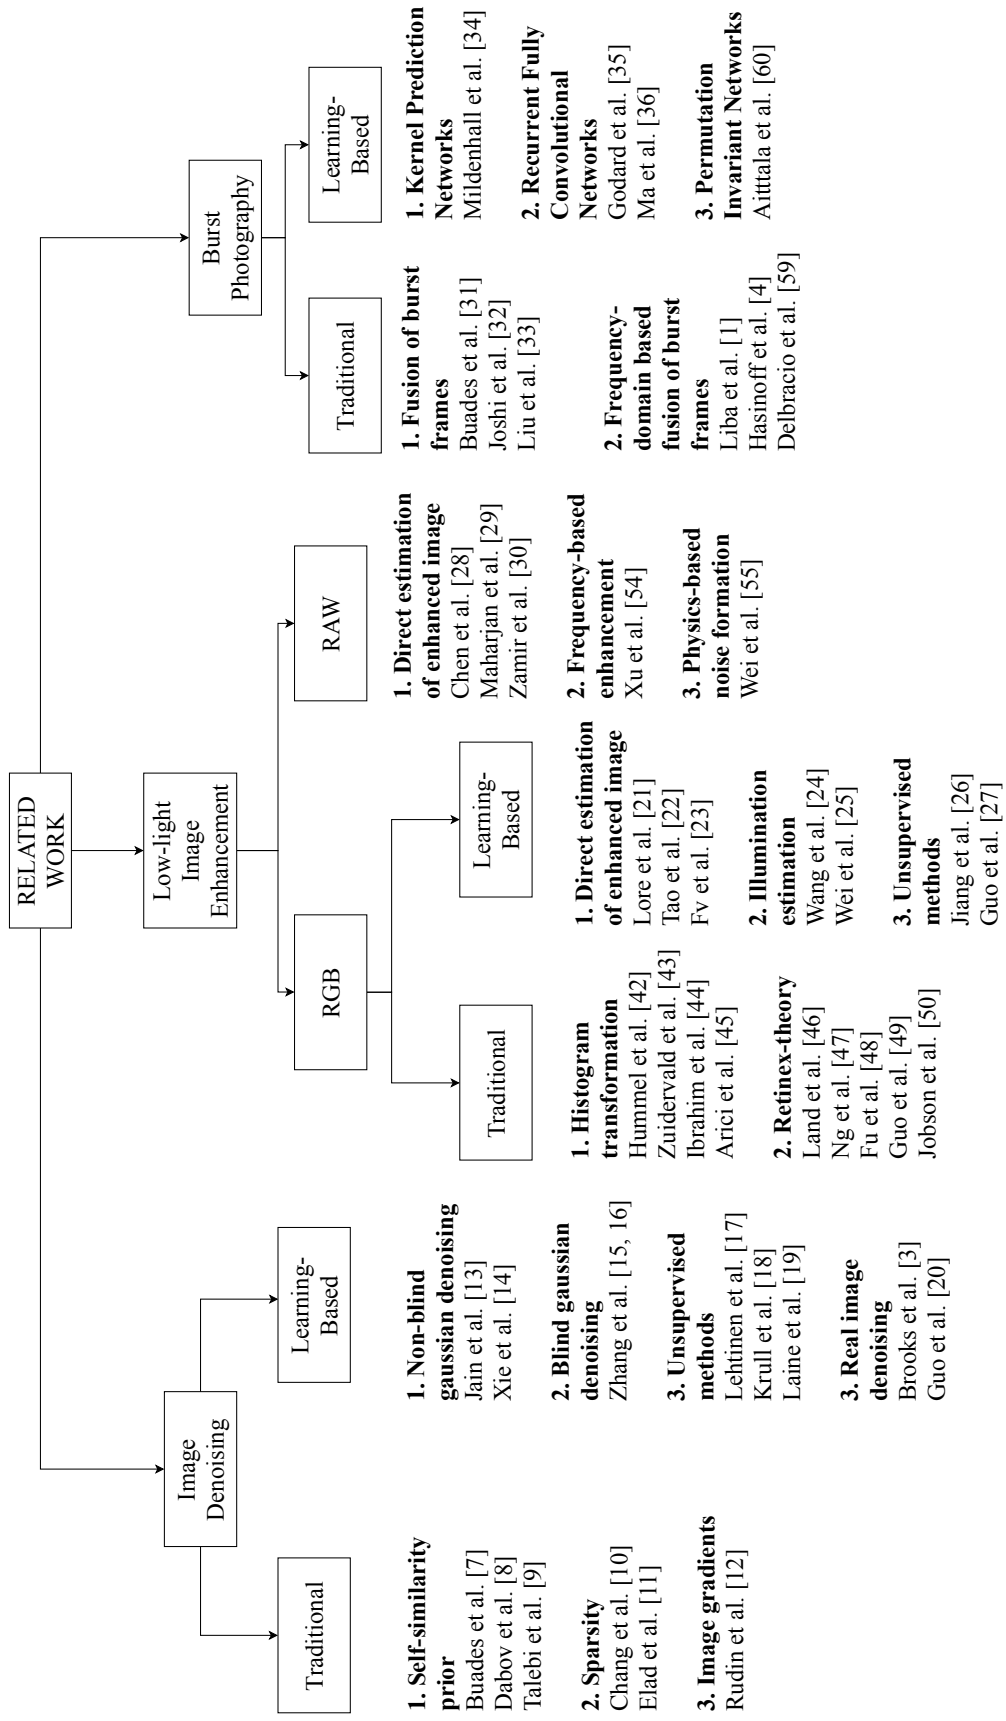 RELATED
WORK
Image
Denoising
Traditional
1. Self-similarity
prior
Buades et al. [7]
Dabov et al. [8]
Talebi et al. [9]
2. Sparsity
Chang et al. [10]
Elad et al. [11]
3. Image gradients
Rudin et al. [12]
Learning-
Based
1. Non-blind
gaussian denoising
Jain et al. [13]
Xie et al. [14]
2. Blind gaussian
denoising
Zhang et al. [15, 16]
3. Unsupervised
methods
Lehtinen et al. [17]
Krull et al. [18]
Laine et al. [19]
3. Real image
denoising
Brooks et al. [3]
Guo et al. [20]
Low-light
Image
Enhancement
RGB
Traditional
1. Histogram
transformation
Hummel et al. [42]
Zuidervald et al. [43]
Ibrahim et al. [44]
Arici et al. [45]
2. Retinex-theory
Land et al. [46]
Ng et al. [47]
Fu et al. [48]
Guo et al. [49]
Jobson et al. [50]
Learning-
Based
1. Direct estimation
of enhanced image
Lore et al. [21]
Tao et al. [22]
Fv et al. [23]
2. Illumination
estimation
Wang et al. [24]
Wei et al. [25]
3. Unsupervised
methods
Jiang et al. [26]
Guo et al. [27]
RAW
1. Direct estimation
of enhanced image
Chen et al. [28]
Maharjan et al. [29]
Zamir et al. [30]
2. Frequency-based
enhancement
Xu et al. [54]
3. Physics-based
noise formation
Wei et al. [55]
Burst
Photography
Traditional
1. Fusion of burst
frames
Buades et al. [31]
Joshi et al. [32]
Liu et al. [33]
2. Frequency-
domain based
fusion of burst
frames
Liba et al. [1]
Hasinoff et al. [4]
Delbracio et al. [59]
Learning-
Based
1. Kernel Prediction
Networks
Mildenhall et al. [34]
2. Recurrent Fully
Convolutional
Networks
Godard et al. [35]
Ma et al. [36]
3. Permutation
Invariant Networks
Aitttala et al. [60]